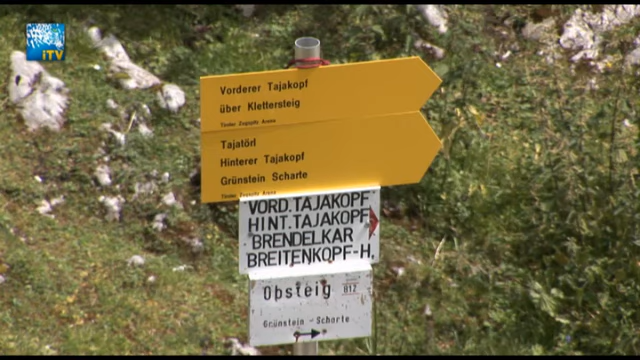 iTV
Vorderer Tajakopf
über Klettersteig
Tiroler Zugspitz Arena
Tajatörl
Hinterer Tajakopf
Grünstein Scharte
Tiroler Zugspitz Arena
VORD.TAJAKOPF
HINT.TAJAKOPF
BRENDELKAR
BREITENKOPF-H.
Obsteig
812
Grünstein - Scharte